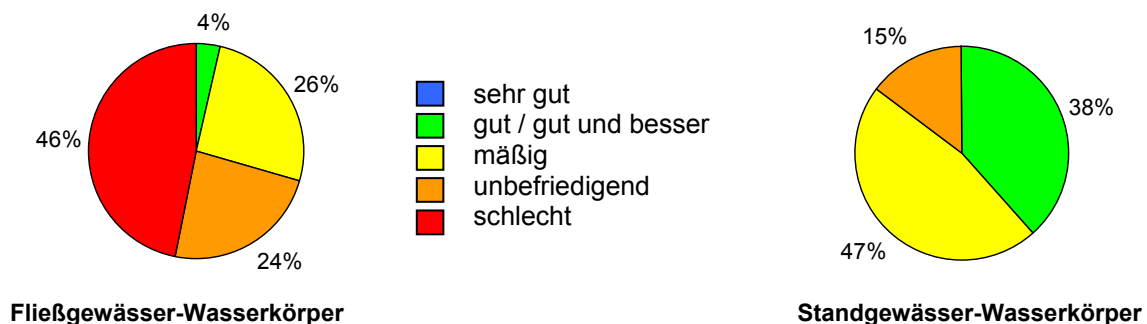 4%
26%
46%
24%
sehr gut
gut / gut und besser
mäßig
unbefriedigend
schlecht
15%
38%
47%
Fließgewässer-Wasserkörper
Standgewässer-Wasserkörper